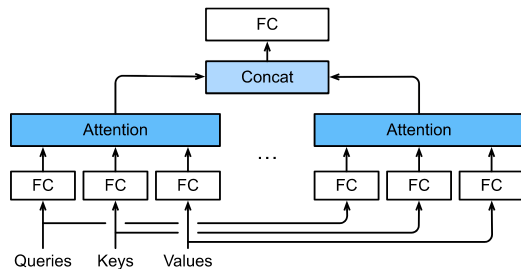 FC
Concat
Attention
Attention
...
FC FC FC
FC FC FC
Queries Keys Values